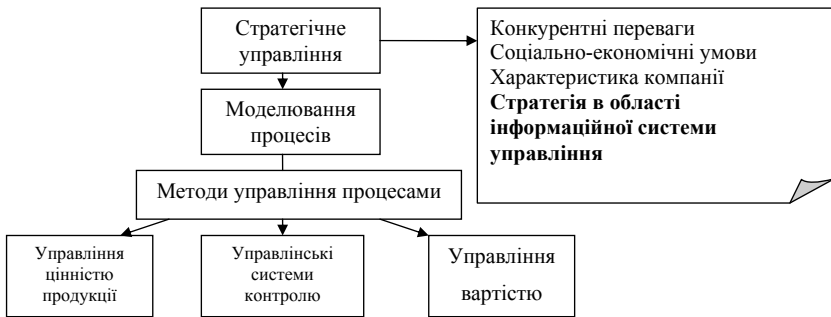 Стратегічне
управління
Конкурентні переваги
Соціально-економічні умови
Характеристика компанії
Стратегія в області
інформаційної системи
управління
Моделювання
процесів
Методи управління процесами
Управління
цінністю
продукції
Управлінські
системи
контролю
Управління
вартістю